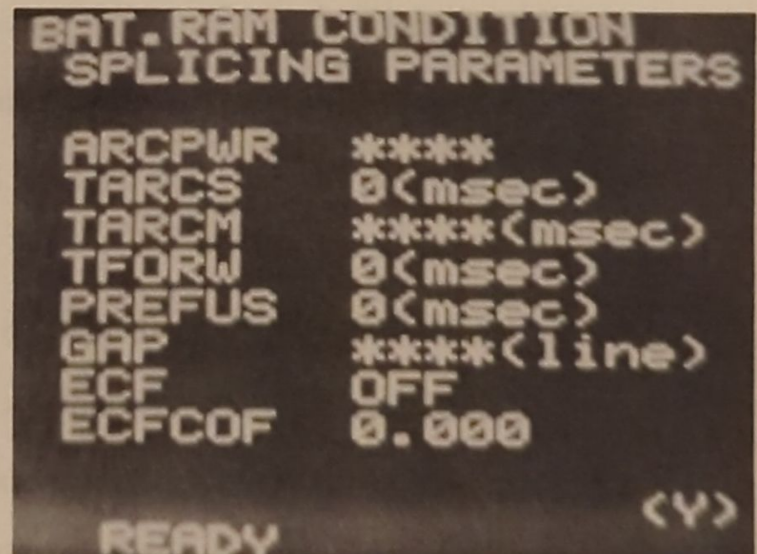 BAT.RAM CONDITION
SPLICING PARAMETERS
ARCPWR ****
TARCS 0(msec)
TARCM ****(msec)
TFORW 0(msec)
PREFUS 0(msec)
GAP ****(line)
ECF OFF
ECFCOF 0.000
<Y>
READY